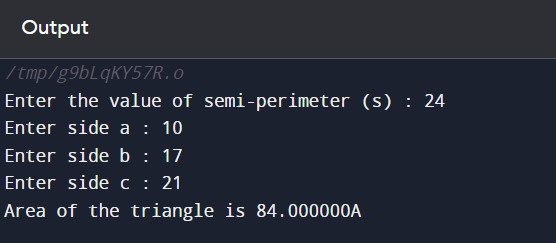 Output
/tmp/g9bLqKY57R.o
Enter the value of semi-perimeter (s) : 24
Enter side a : 10
Enter side b : 17
Enter side c : 21
Area of the triangle is 84.000000A